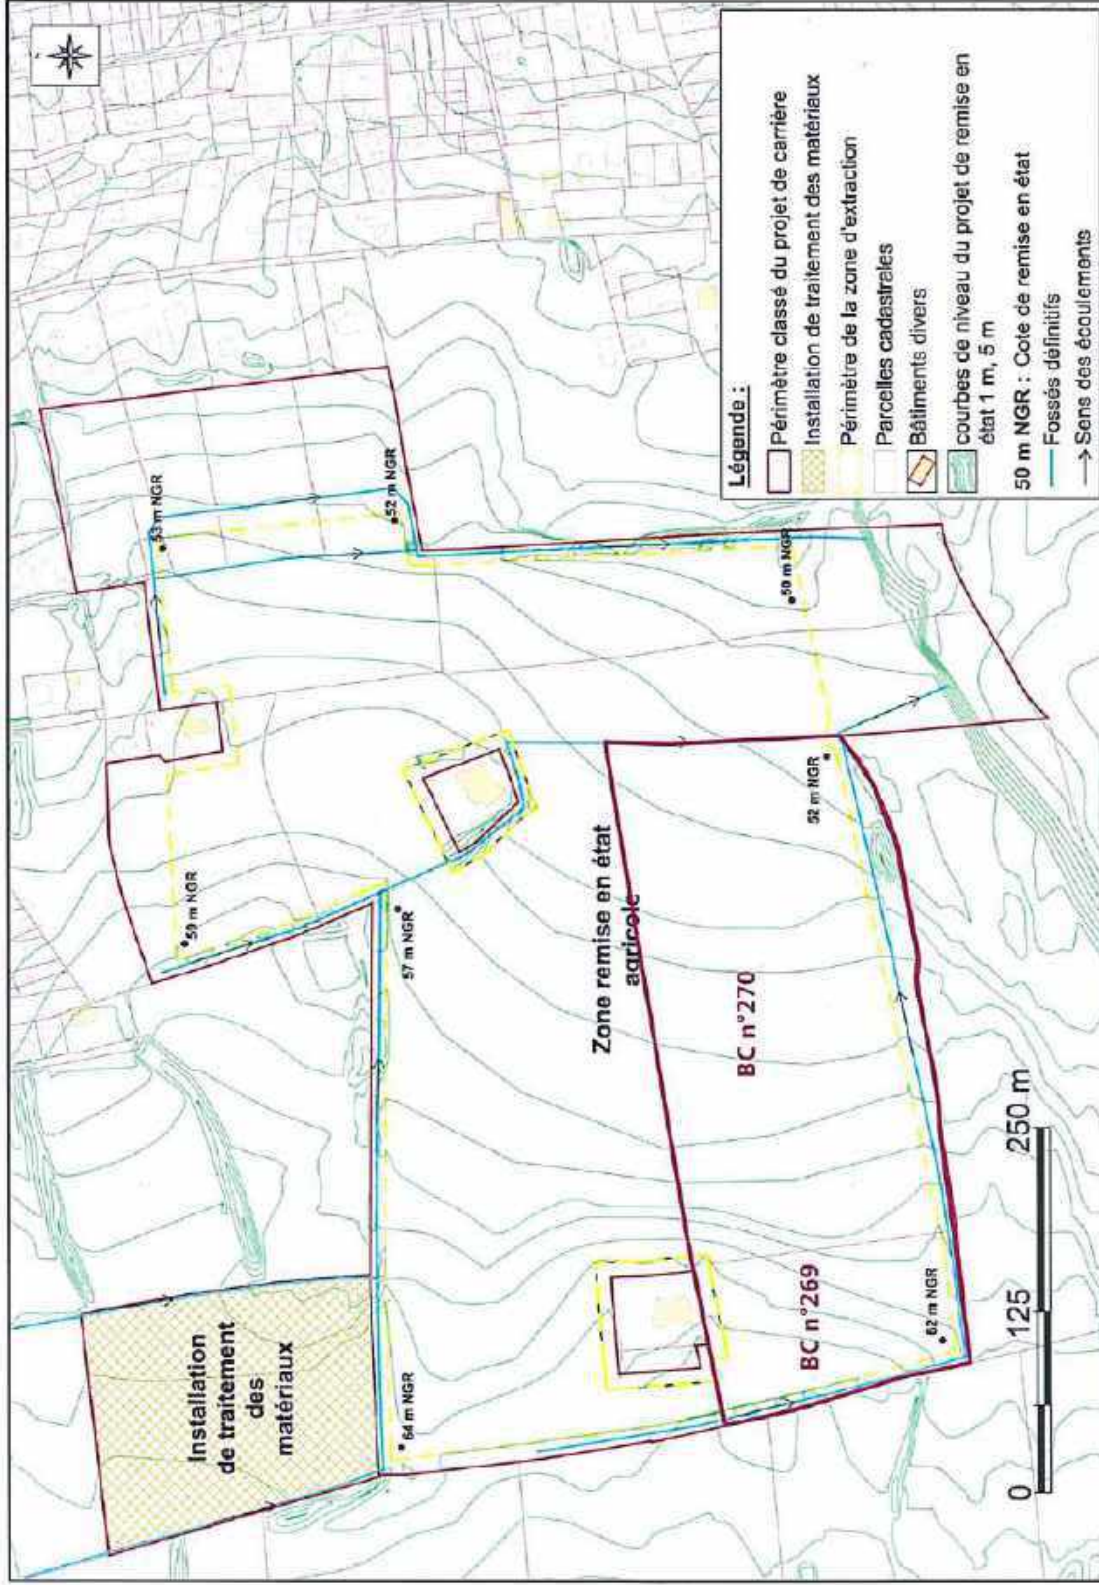 Installation
de traitement
des
matériaux
64 m NGR
59 m NGR
57 m NGR
53 m NGR
52 m NGR
50 m NGR
52 m NGR
62 m NGR
Zone remise en état
agricole
BC n°270
BC n°269
0 125 250 m
Légende :
Périmètre classé du projet de carrière
Installation de traitement des matériaux
Périmètre de la zone d'extraction
Parcelles cadastrales
Bâtiments divers
courbes de niveau du projet de remise en
état 1 m, 5 m
50 m NGR : Cote de remise en état
Fossés définitifs
Sens des écoulements